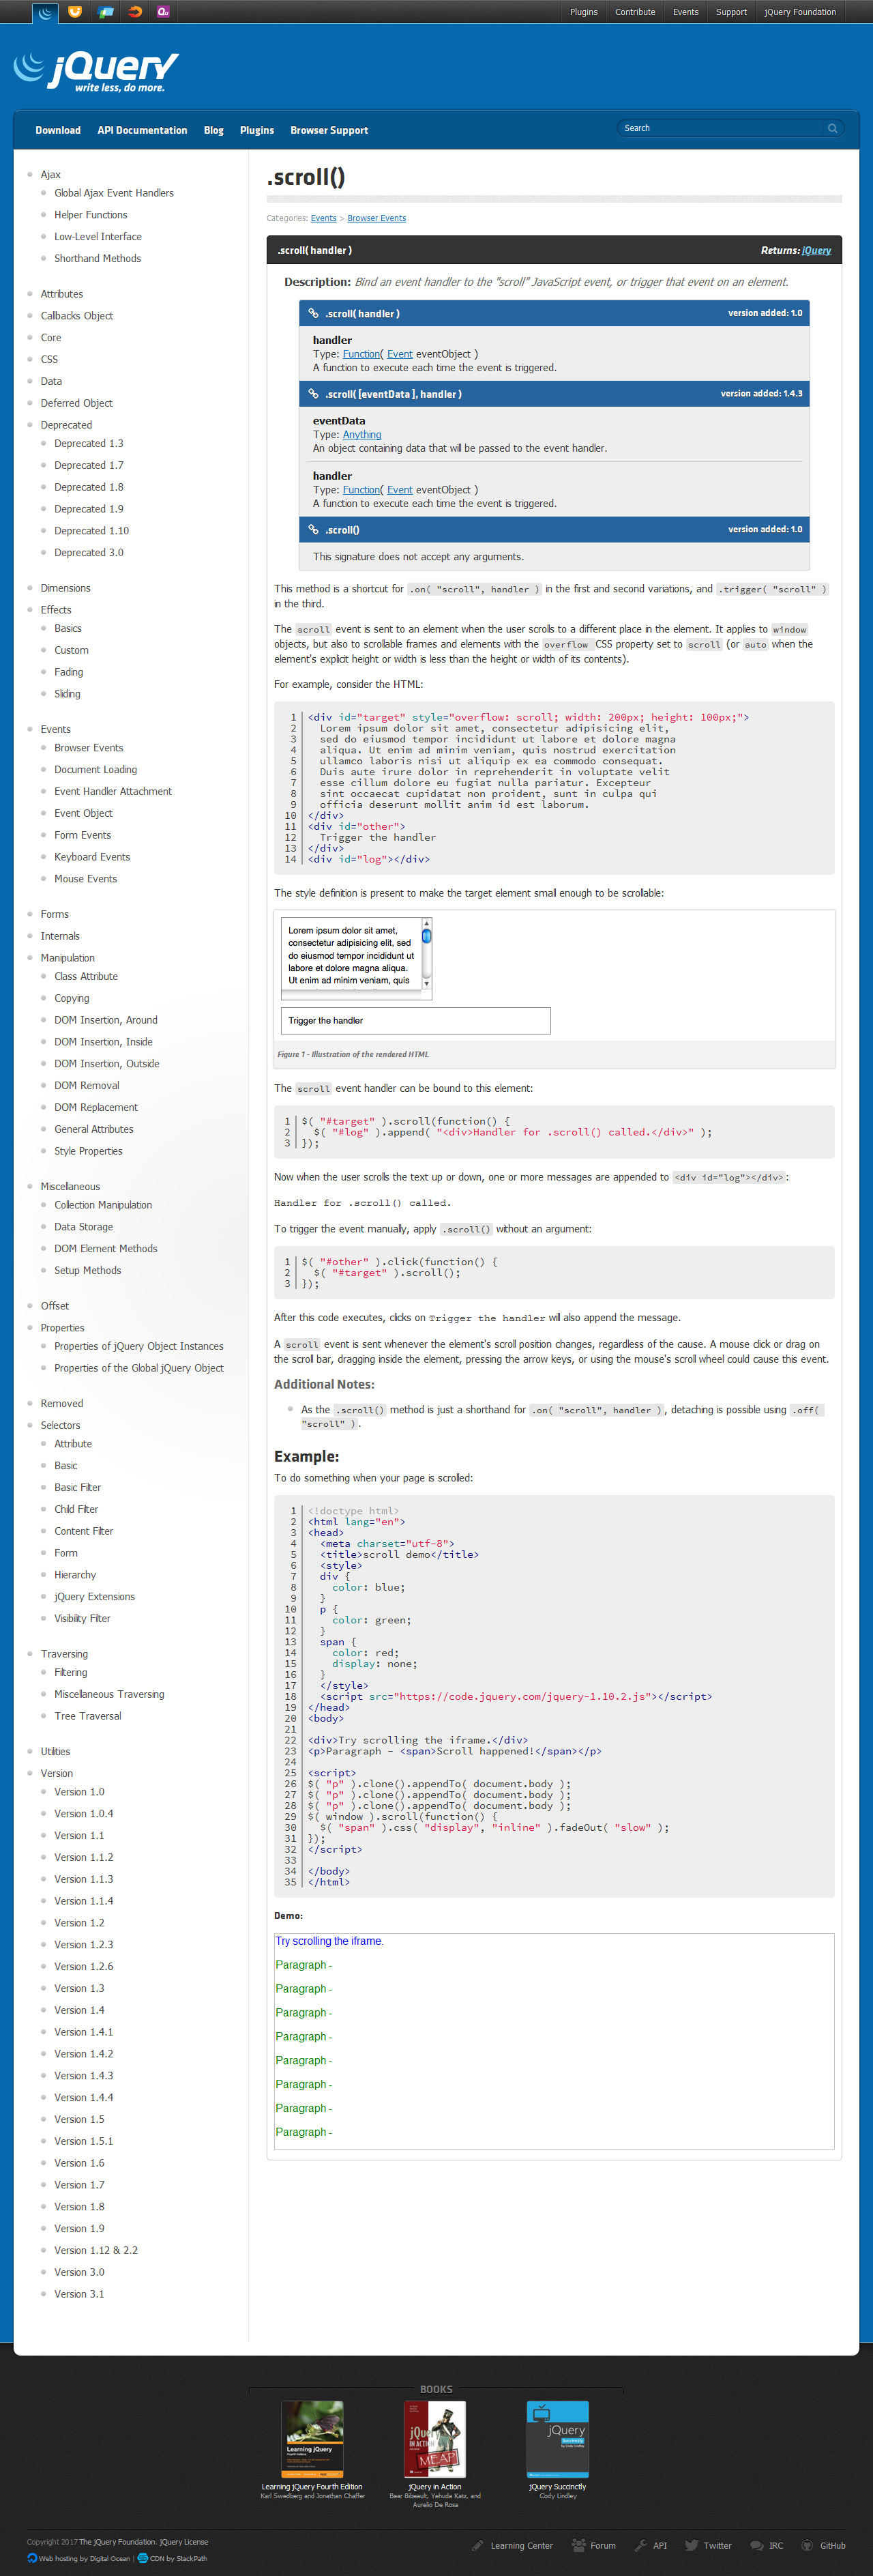 Plugins
Contribute
Events
Support
jQuery Foundation
jQuery
write less, do more.
Download
API Documentation
Blog
Plugins
Browser Support
Search
Ajax
Global Ajax Event Handlers
Helper Functions
Low-Level Interface
Shorthand Methods
Attributes
Callbacks Object
Core
CSS
Data
Deferred Object
Deprecated
Deprecated 1.3
Deprecated 1.7
Deprecated 1.8
Deprecated 1.9
Deprecated 1.10
Deprecated 3.0
Dimensions
Effects
Basics
Custom
Fading
Sliding
Events
Browser Events
Document Loading
Event Handler Attachment
Event Object
Form Events
Keyboard Events
Mouse Events
Forms
Internals
Manipulation
Class Attribute
Copying
DOM Insertion, Around
DOM Insertion, Inside
DOM Insertion, Outside
DOM Removal
DOM Replacement
General Attributes
Style Properties
Miscellaneous
Collection Manipulation
Data Storage
DOM Element Methods
Setup Methods
Offset
Properties
Properties of jQuery Object Instances
Properties of the Global jQuery Object
Removed
Selectors
Attribute
Basic
Basic Filter
Child Filter
Content Filter
Form
Hierarchy
jQuery Extensions
Visibility Filter
Traversing
Filtering
Miscellaneous Traversing
Tree Traversal
Utilities
Version
Version 1.0
Version 1.0.4
Version 1.1
Version 1.1.2
Version 1.1.3
Version 1.1.4
Version 1.2
Version 1.2.3
Version 1.2.6
Version 1.3
Version 1.4
Version 1.4.1
Version 1.4.2
Version 1.4.3
Version 1.4.4
Version 1.5
Version 1.5.1
Version 1.6
Version 1.7
Version 1.8
Version 1.9
Version 1.12 & 2.2
Version 3.0
Version 3.1
.scroll()
Categories: Events > Browser Events
.scroll( handler ) Returns: jQuery
Description: Bind an event handler to the "scroll" JavaScript event, or trigger that event on an element.
.scroll( handler ) version added: 1.0
handler
Type: Function( Event eventObject )
A function to execute each time the event is triggered.
.scroll( [eventData ], handler ) version added: 1.4.3
eventData
Type: Anything
An object containing data that will be passed to the event handler.
handler
Type: Function( Event eventObject )
A function to execute each time the event is triggered.
.scroll() version added: 1.0
This signature does not accept any arguments.
This method is a shortcut for .on( "scroll", handler ) in the first and second variations, and .trigger( "scroll" )
in the third.
The scroll event is sent to an element when the user scrolls to a different place in the element. It applies to window
objects, but also to scrollable frames and elements with the overflow CSS property set to scroll (or auto when the
element's explicit height or width is less than the height or width of its contents).
For example, consider the HTML:
1 <div id="target" style="overflow: scroll; width: 200px; height: 100px;">
2 Lorem ipsum dolor sit amet, consectetur adipisicing elit,
3 sed do eiusmod tempor incididunt ut labore et dolore magna
4 aliqua. Ut enim ad minim veniam, quis nostrud exercitation
5 ullamco laboris nisi ut aliquip ex ea commodo consequat.
6 Duis aute irure dolor in reprehenderit in voluptate velit
7 esse cillum dolore eu fugiat nulla pariatur. Excepteur
8 sint occaecat cupidatat non proident, sunt in culpa qui
9 officia deserunt mollit anim id est laborum.
10 </div>
11 <div id="other">
12 Trigger the handler
13 </div>
14 <div id="log"></div>
The style definition is present to make the target element small enough to be scrollable:
Lorem ipsum dolor sit amet,
consectetur adipisicing elit, sed
do eiusmod tempor incididunt ut
labore et dolore magna aliqua.
Ut enim ad minim veniam, quis
Trigger the handler
Figure 1 - Illustration of the rendered HTML
The scroll event handler can be bound to this element:
1 $( "#target" ).scroll(function() {
2 $( "#log" ).append( "<div>Handler for .scroll() called.</div>" );
3 });
Now when the user scrolls the text up or down, one or more messages are appended to <div id="log"></div>:
Handler for .scroll() called.
To trigger the event manually, apply .scroll() without an argument:
1 $( "#other" ).click(function() {
2 $( "#target" ).scroll();
3 });
After this code executes, clicks on Trigger the handler will also append the message.
A scroll event is sent whenever the element's scroll position changes, regardless of the cause. A mouse click or drag on
the scroll bar, dragging inside the element, pressing the arrow keys, or using the mouse's scroll wheel could cause this event.
Additional Notes:
As the .scroll() method is just a shorthand for .on( "scroll", handler ), detaching is possible using .off(
"scroll" ).
Example:
To do something when your page is scrolled:
1 <!doctype html>
2 <html lang="en">
3 <head>
4 <meta charset="utf-8">
5 <title>scroll demo</title>
6 <style>
7 div {
8 color: blue;
9 }
10 p {
11 color: green;
12 }
13 span {
14 color: red;
15 display: none;
16 }
17 </style>
18 <script src="https://code.jquery.com/jquery-1.10.2.js"></script>
19 </head>
20 <body>
21
22 <div>Try scrolling the iframe.</div>
23 <p>Paragraph - <span>Scroll happened!</span></p>
24
25 <script>
26 $( "p" ).clone().appendTo( document.body );
27 $( "p" ).clone().appendTo( document.body );
28 $( "p" ).clone().appendTo( document.body );
29 $( window ).scroll(function() {
30 $( "span" ).css( "display", "inline" ).fadeOut( "slow" );
31 });
32 </script>
33
34 </body>
35 </html>
Demo:
Try scrolling the iframe.
Paragraph -
Paragraph -
Paragraph -
Paragraph -
Paragraph -
Paragraph -
Paragraph -
Paragraph -
BOOKS
Learning jQuery
jQuery
IN ACTION
MEAP
jQuery
Succinctly
Learning jQuery Fourth Edition
Karl Swedberg and Jonathan Chaffer
jQuery in Action
Bear Bibeault, Yehuda Katz, and
Aurelio De Rosa
jQuery Succinctly
Cody Lindley
Copyright 2017 The jQuery Foundation. jQuery License
Web hosting by Digital Ocean | CDN by StackPath
Learning Center
Forum
API
Twitter
IRC
GitHub